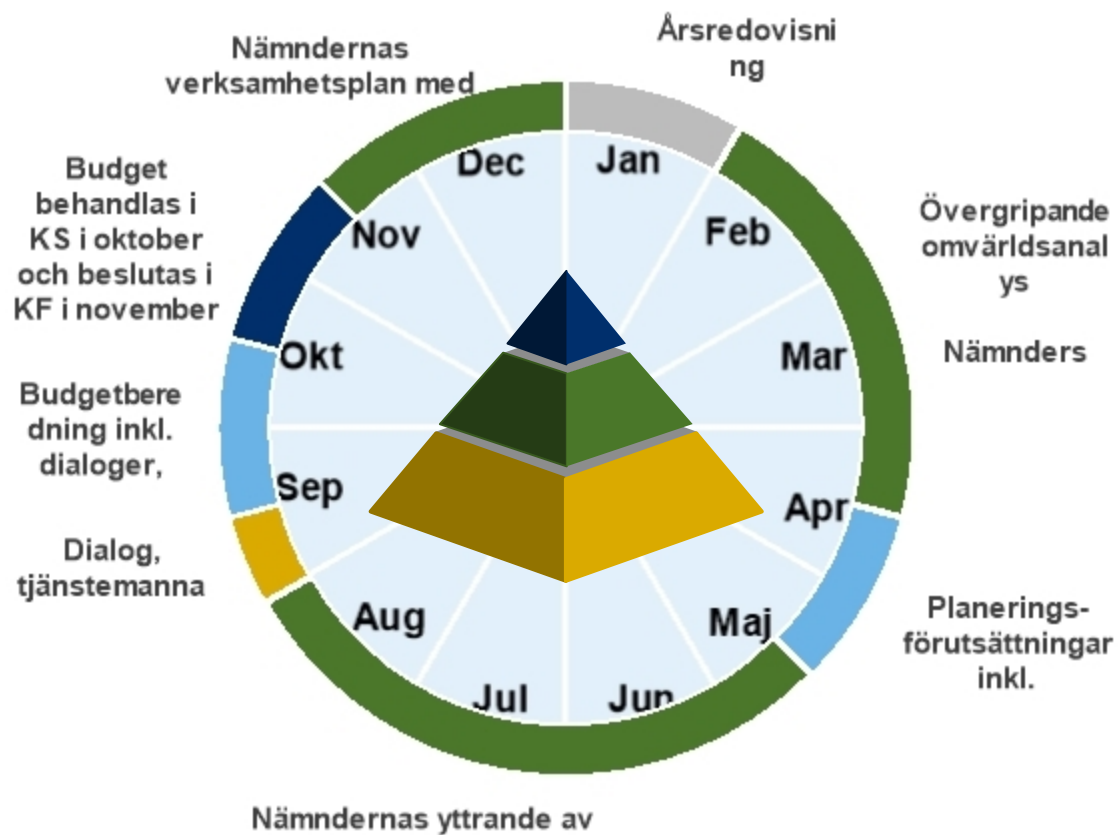 Årsredovisni
ng
Nämndernas
verksamhetsplan med
Dec
Jan
Budget
behandlas i
KS i oktober
och beslutas i
KF i november
Nov
Feb
Övergripande
omvärldsanal
ys
Okt
Mar
Nämnders
Budgetbere
dning inkl.
dialoger,
Sep
Apr
Dialog,
tjänstemanna
Aug
Maj
Planerings-
förutsättningar
inkl.
Jul
Jun
Nämndernas yttrande av